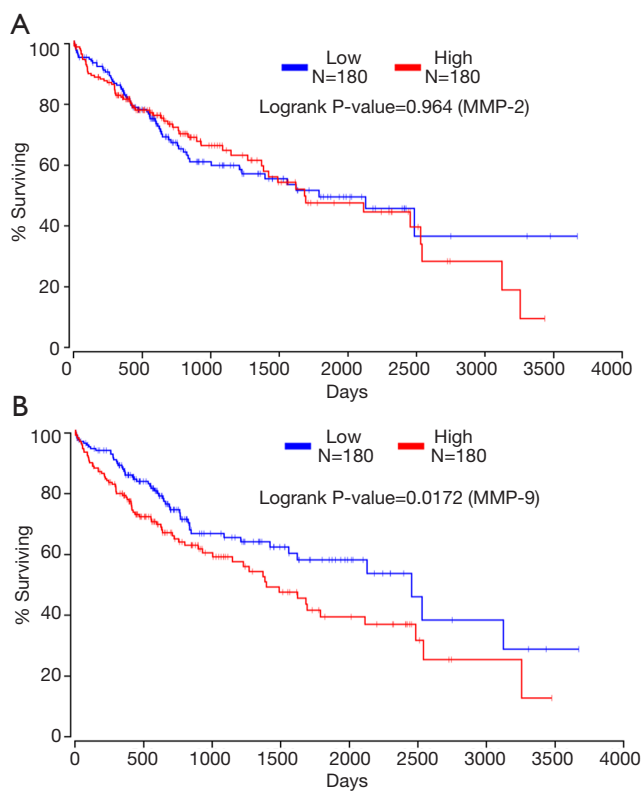 A
Low
N=180
High
N=180
Logrank P-value=0.964 (MMP-2)
% Surviving
100
80
60
40
20
0
0 500 1000 1500 2000 2500 3000 3500 4000
Days
B
Low
N=180
High
N=180
Logrank P-value=0.0172 (MMP-9)
% Surviving
100
80
60
40
20
0
0 500 1000 1500 2000 2500 3000 3500 4000
Days